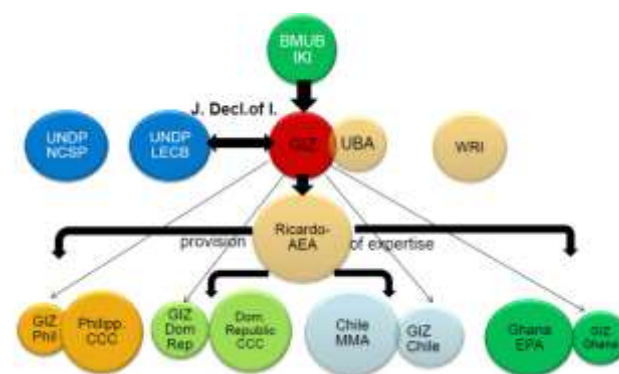 BMUB
IKI
J. Decl.of I.
UNDP
NCSP
UNDP
LECB
GIZ
UBA
WRI
Ricardo-
AEA
provision
of expertise
GIZ
Phil
Philipp.
CCC
GIZ
Dom
Rep
Dom.
Republic
CCC
Chile
MMA
GIZ
Chile
Ghana
EPA
GIZ
Ghana